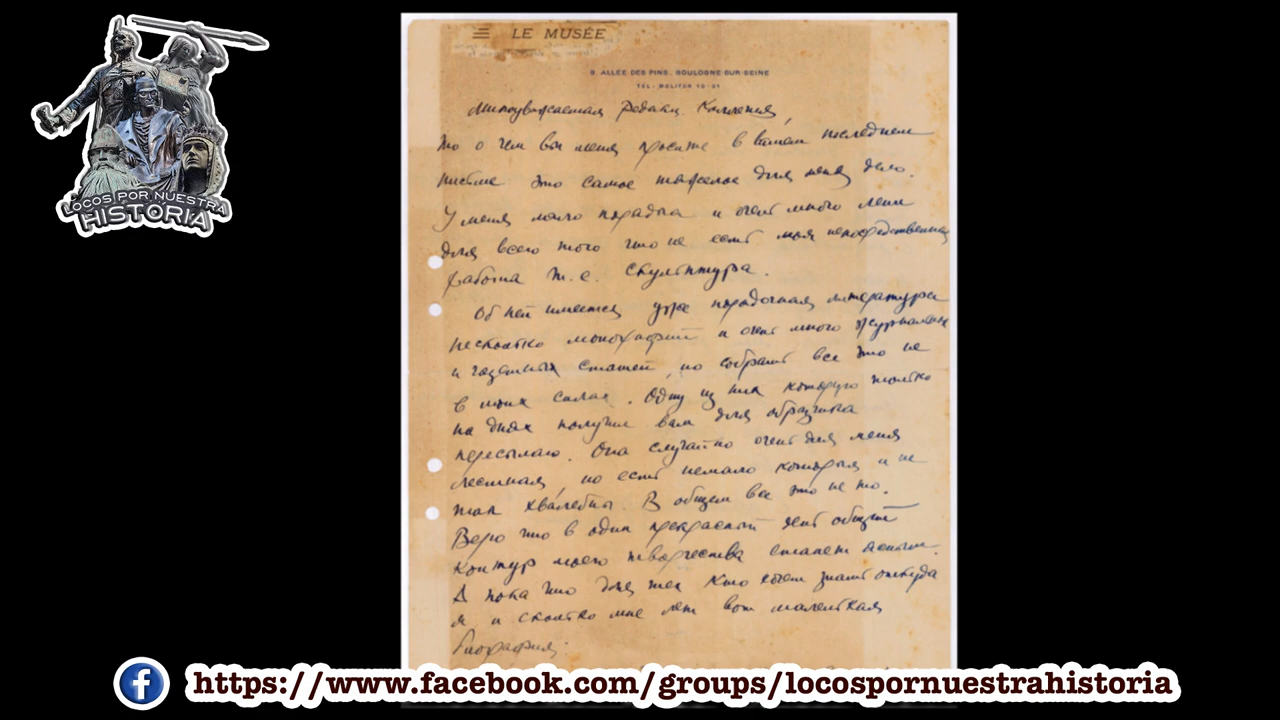 LE MUSÉE
9, ALLÉE DES PINS, BOULOGNE-SUR-SEINE
TÉL.: MOLITOR 10-21
Многоуважаемая Редакц. Коллегия,
То о чем вы меня просите в вашем последнем
письме это самое тяжелое для меня дело.
У меня мало порядка и очень много лени
для всего того что не есть моя непосредственная
работа т.е. скульптура.
Об ней имеется уже порядочная литература
несколько монографий и очень много журнальных
и газетных статей, но собрать все это не
в моих силах. Одну из них которую только
на днях получил вам для образчика
пересылаю. Она случайно очень для меня
лестная, но есть немало которыя и не
так хвалебны. В общем все это не то.
Верю что в один прекрасный день общий
контур моего творчества станет
А пока что для тех кто хочет знать откуда
я и сколько мне лет вот маленькая
биография.
LOCOS POR NUESTRA
HISTORIA
https://www.facebook.com/groups/locospornuestrahistoria